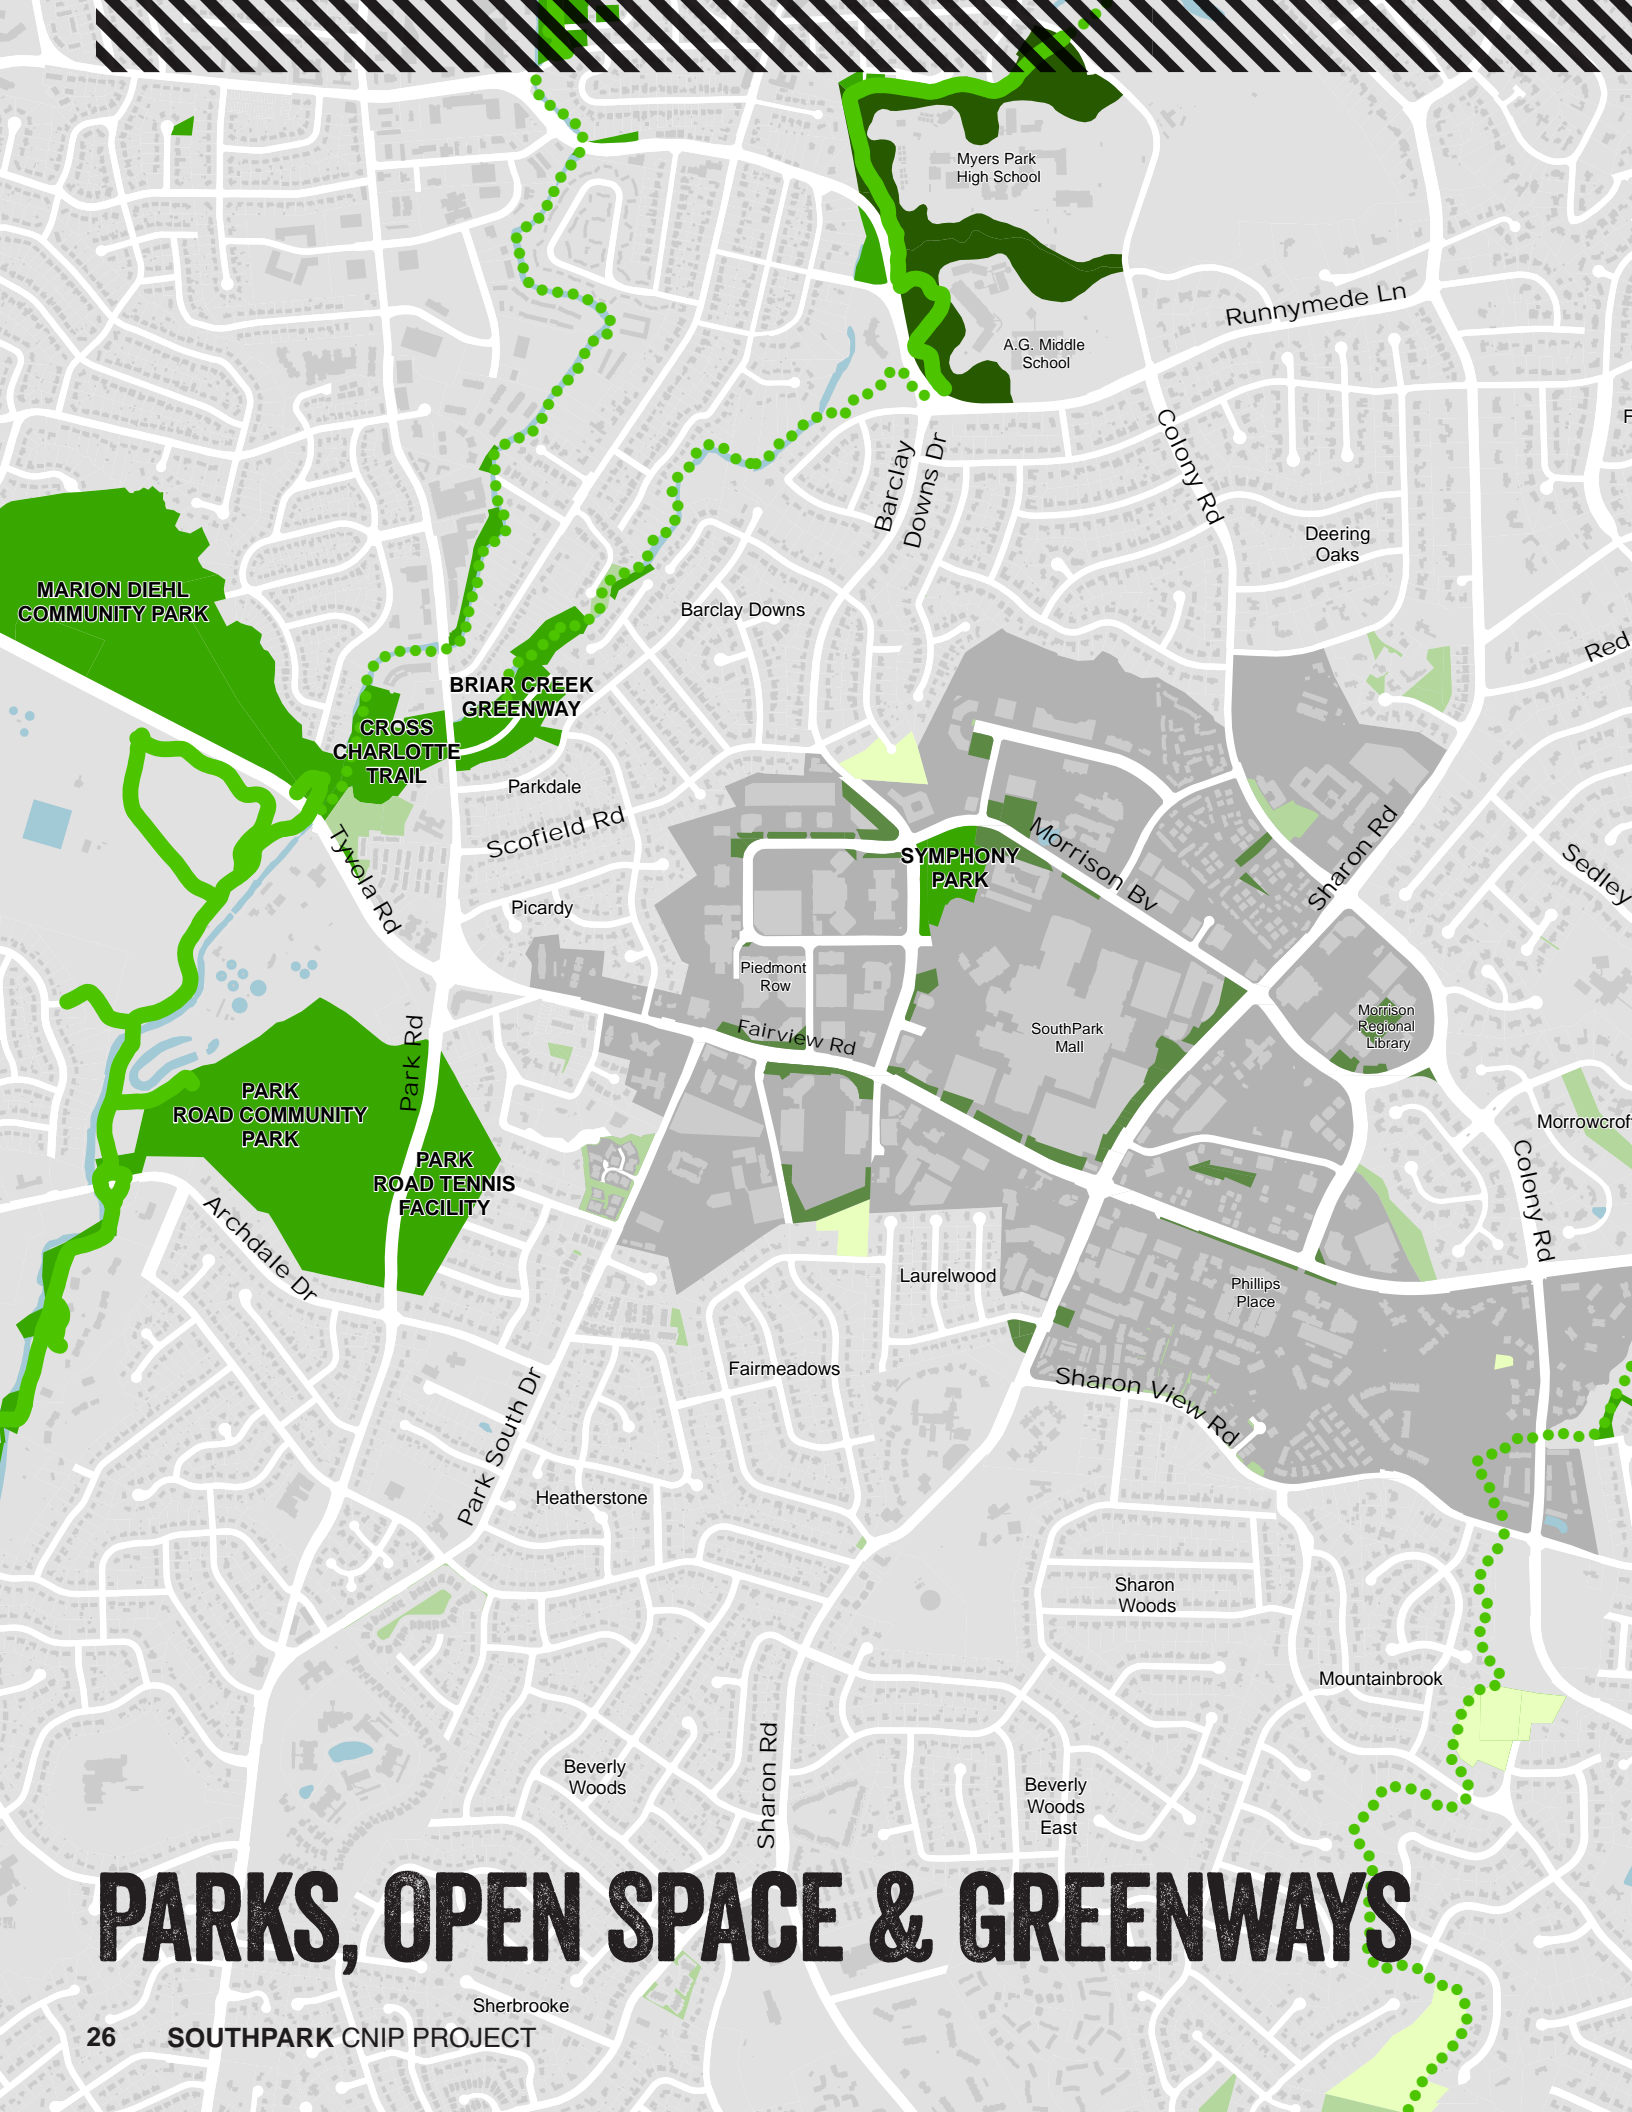 Myers Park
High School
Runnymede Ln
A.G. Middle
School
Colony Rd
Barclay
Downs Dr
Deering
Oaks
MARION DIEHL
COMMUNITY PARK
Barclay Downs
Red
BRIAR CREEK
GREENWAY
CROSS
CHARLOTTE
TRAIL
Parkdale
Scofield Rd
Tyvola Rd
Picardy
SYMPHONY
PARK
Morrison Bv
Sharon Rd
Sedley
Piedmont
Row
Fairview Rd
SouthPark
Mall
Morrison
Regional
Library
Park Rd
PARK
ROAD COMMUNITY
PARK
Morrowcrof
PARK
ROAD TENNIS
FACILITY
Colony Rd
Archdale Dr
Laurelwood
Phillips
Place
Fairmeadows
Sharon View Rd
Park South Dr
Heatherstone
Sharon
Woods
Mountainbrook
Sharon Rd
Beverly
Woods
Beverly
Woods
East
PARKS, OPEN SPACE & GREENWAYS
Sherbrooke
26 SOUTHPARK CNIP PROJECT